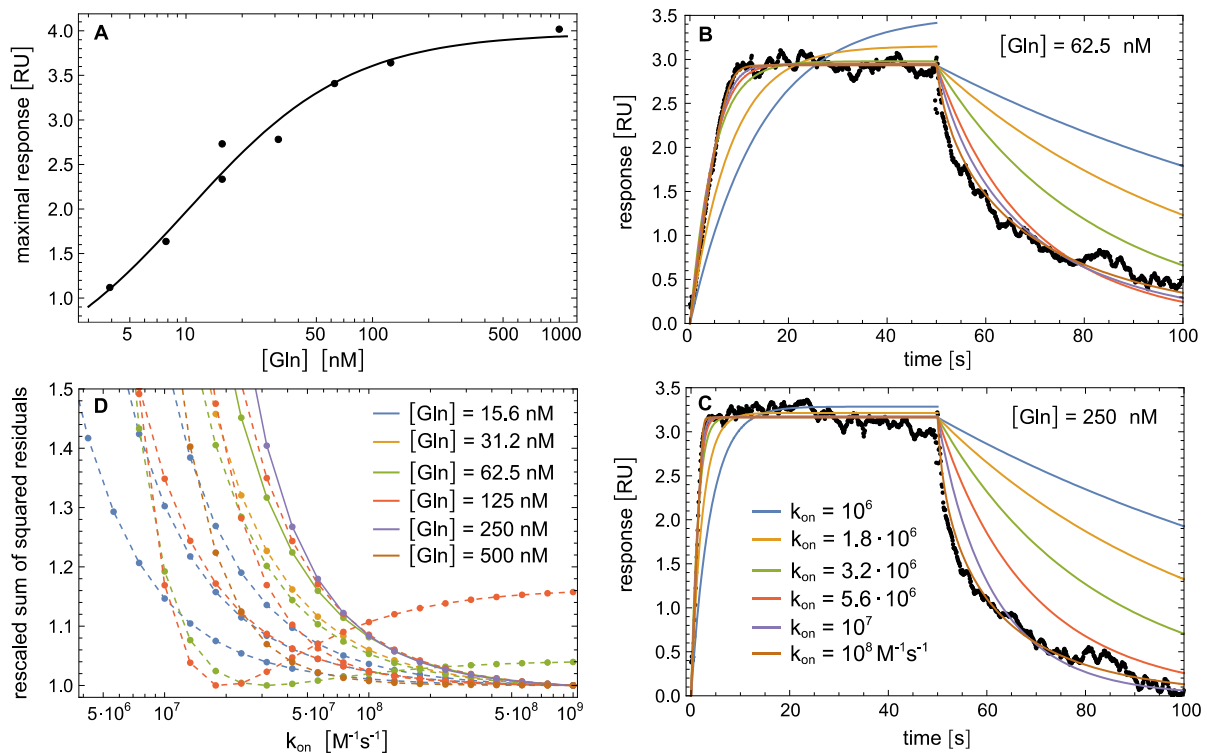 A
maximal response [RU]
4.0
3.5
3.0
2.5
2.0
1.5
1.0
5 10 50 100 500 1000
[Gln] [nM]
B
[Gln] = 62.5 nM
response [RU]
3.5
3.0
2.5
2.0
1.5
1.0
0.5
0.0
0 20 40 60 80 100
time [s]
D
rescaled sum of squared residuals
1.5
1.4
1.3
1.2
1.1
1.0
[Gln] = 15.6 nM
[Gln] = 31.2 nM
[Gln] = 62.5 nM
[Gln] = 125 nM
[Gln] = 250 nM
[Gln] = 500 nM
5·10⁶ 10⁷ 5·10⁷ 10⁸ 5·10⁸ 10⁹
kₒₙ [M⁻¹s⁻¹]
C
[Gln] = 250 nM
response [RU]
3.5
3.0
2.5
2.0
1.5
1.0
0.5
0.0
kₒₙ = 10⁶
kₒₙ = 1.8·10⁶
kₒₙ = 3.2·10⁶
kₒₙ = 5.6·10⁶
kₒₙ = 10⁷
kₒₙ = 10⁸ M⁻¹s⁻¹
0 20 40 60 80 100
time [s]